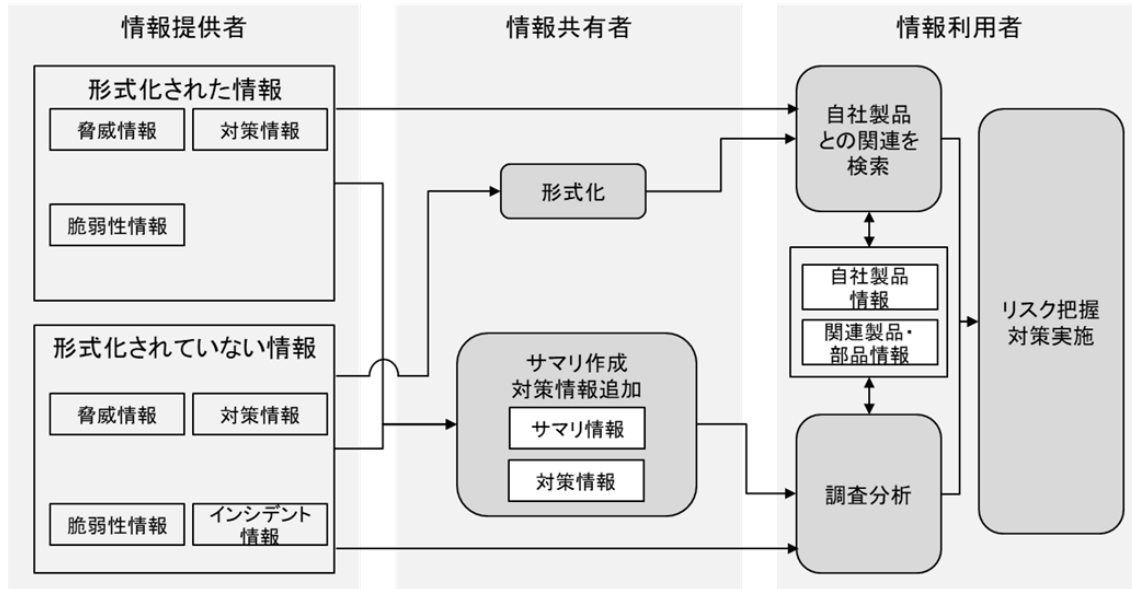 情報提供者
形式化された情報
脅威情報
対策情報
脆弱性情報
形式化されていない情報
脅威情報
対策情報
脆弱性情報
インシデント
情報
情報共有者
形式化
サマリ作成
対策情報追加
サマリ情報
対策情報
情報利用者
自社製品
との関連を
検索
自社製品
情報
関連製品・
部品情報
調査分析
リスク把握
対策実施